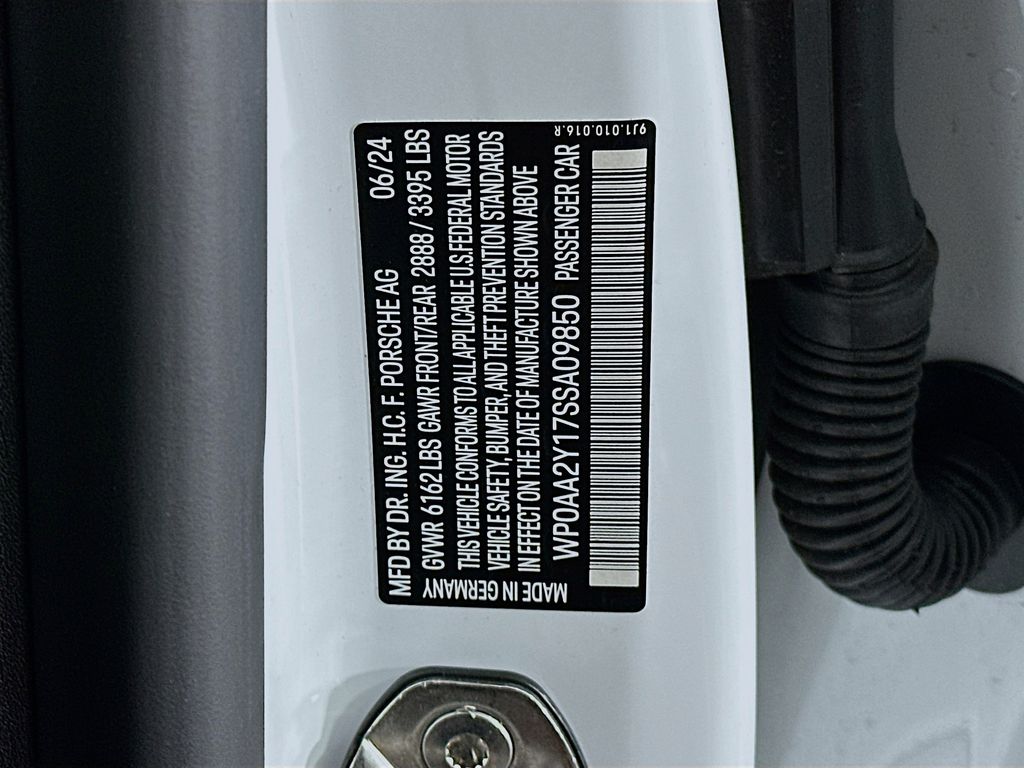 MFD BY DR. ING. H.C. F. PORSCHE AG 06/24
GVWR 6162 LBS GAWR FRONT/REAR 2888 / 3395 LBS
THIS VEHICLE CONFORMS TO ALL APPLICABLE U.S.FEDERAL MOTOR
VEHICLE SAFETY, BUMPER, AND THEFT PREVENTION STANDARDS
IN EFFECT ON THE DATE OF MANUFACTURE SHOWN ABOVE
WP0AA2Y17SSA09850 PASSENGER CAR
MADE IN GERMANY
9J1.010.016.R